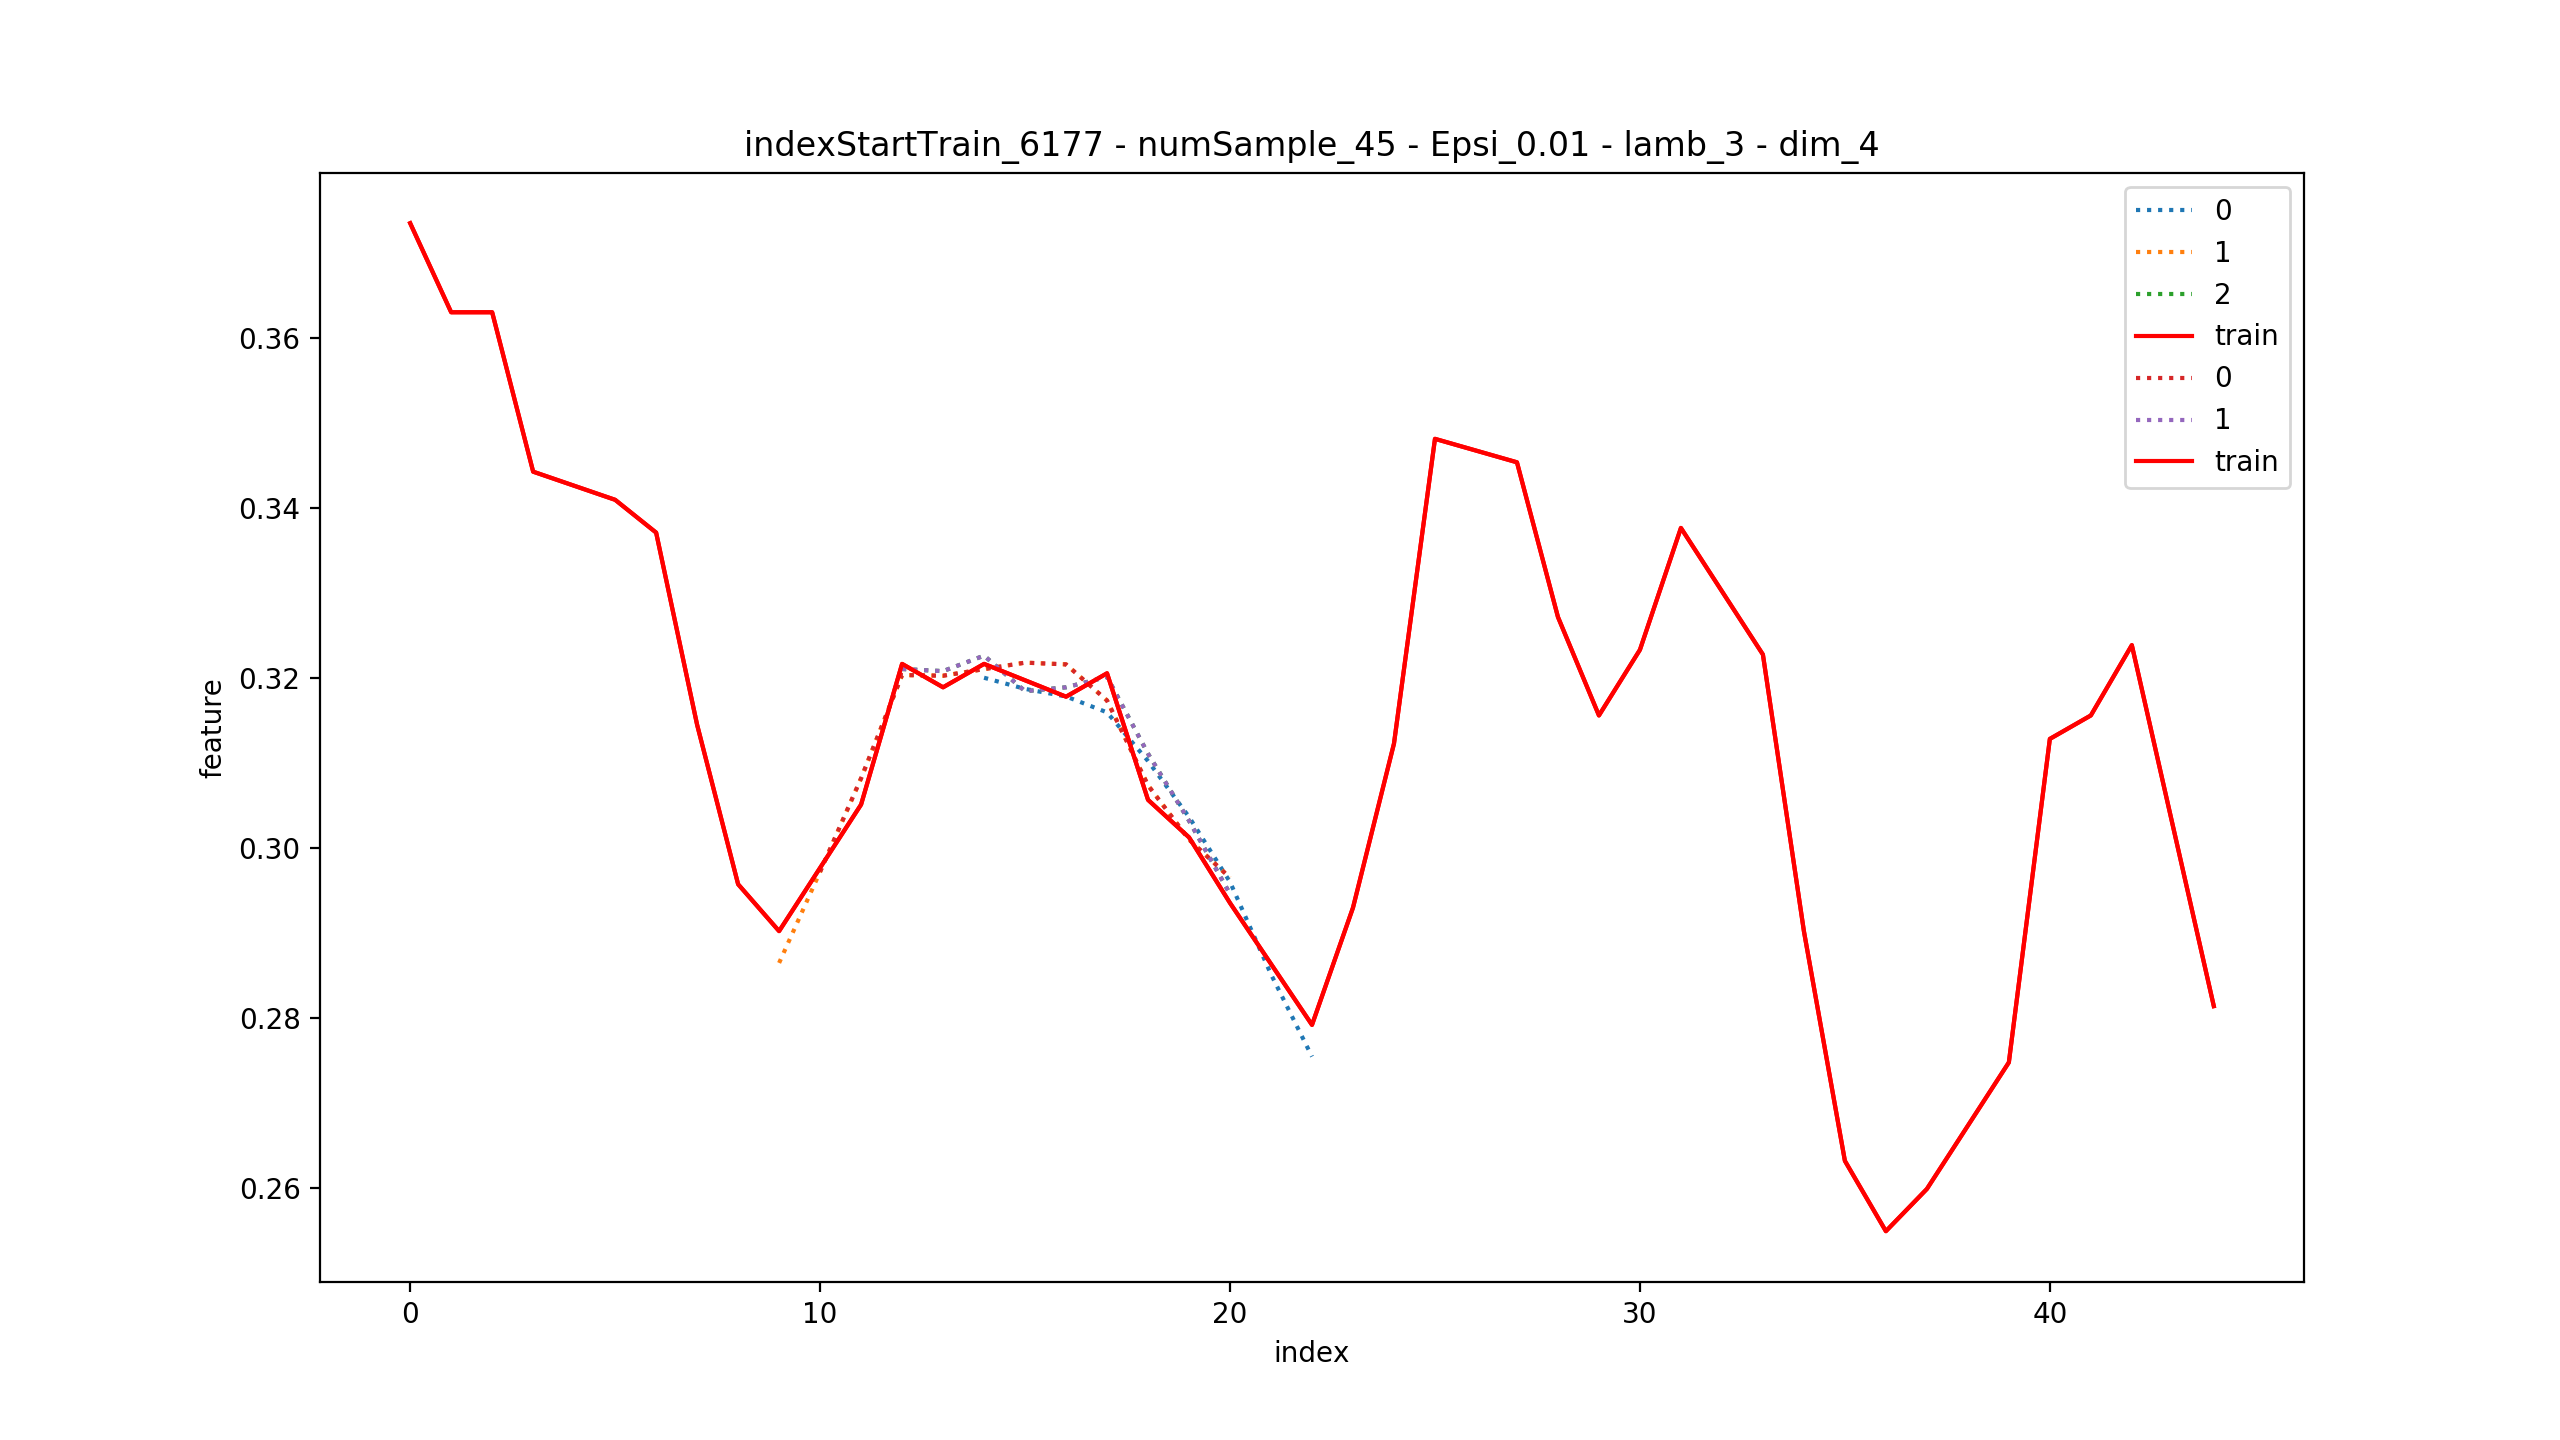 indexStartTrain_6177 - numSample_45 - Epsi_0.01 - lamb_3 - dim_4
0
1
2
train
0
1
train
feature
0.36
0.34
0.32
0.30
0.28
0.26
0 10 20 30 40
index